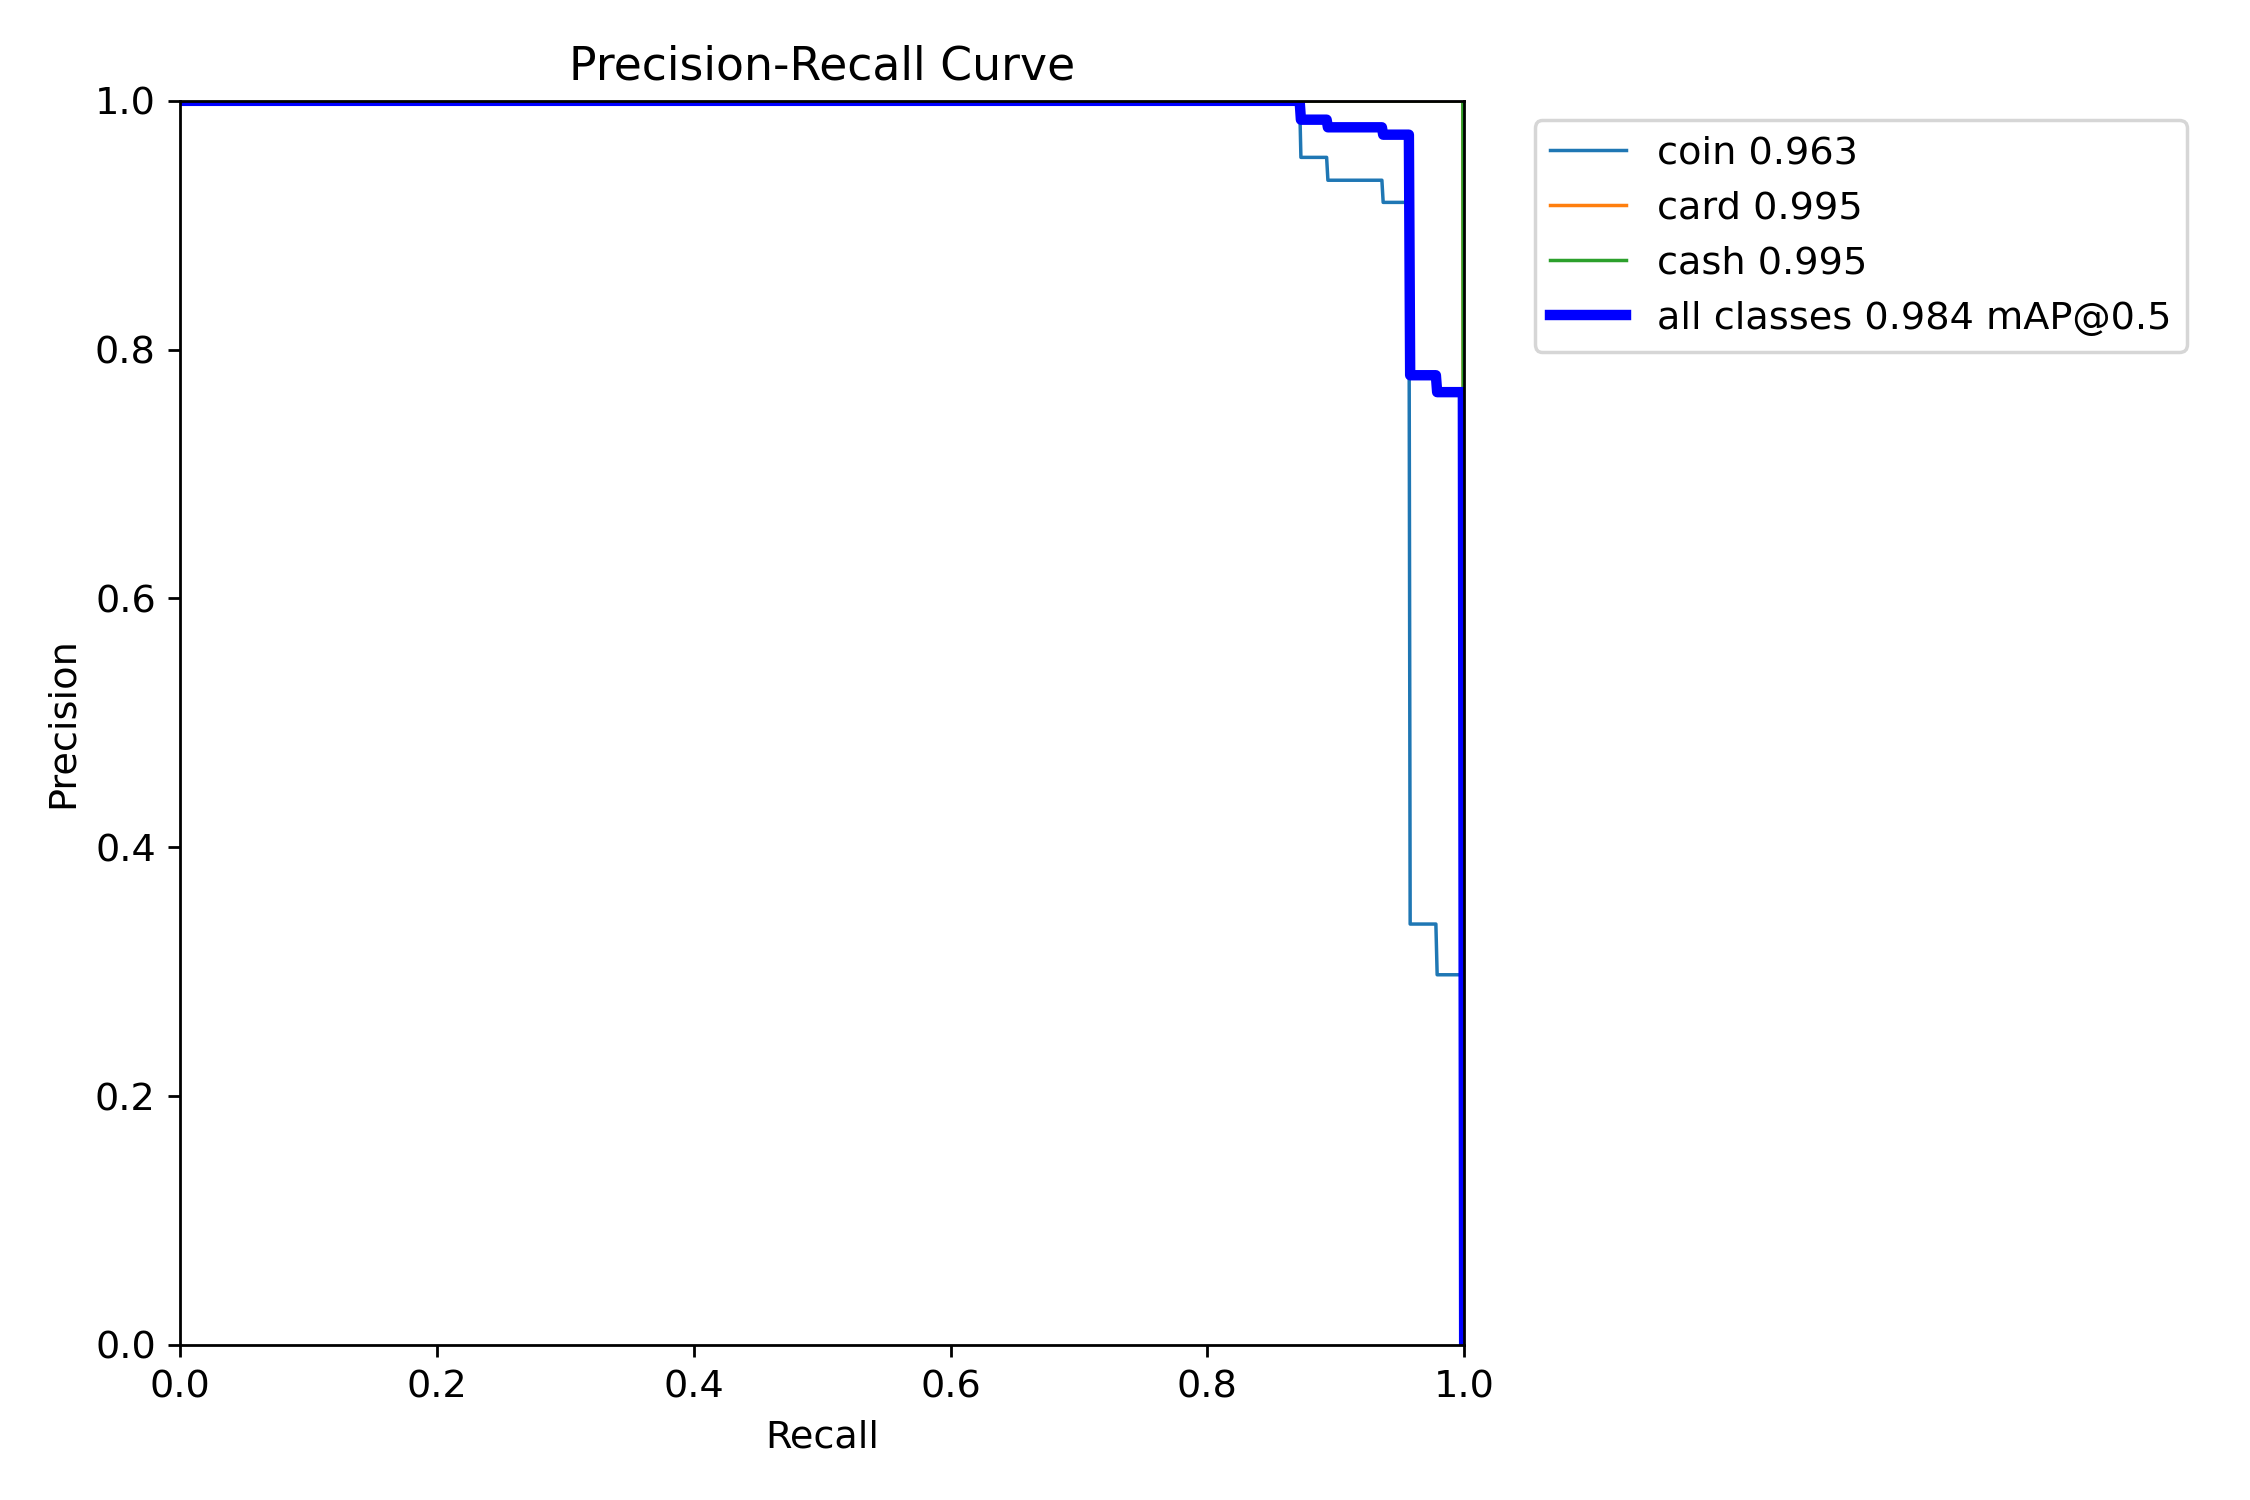 Precision-Recall Curve
1.0
0.8
0.6
0.4
0.2
0.0
Precision
0.0 0.2 0.4 0.6 0.8 1.0
Recall
coin 0.963
card 0.995
cash 0.995
all classes 0.984 mAP@0.5